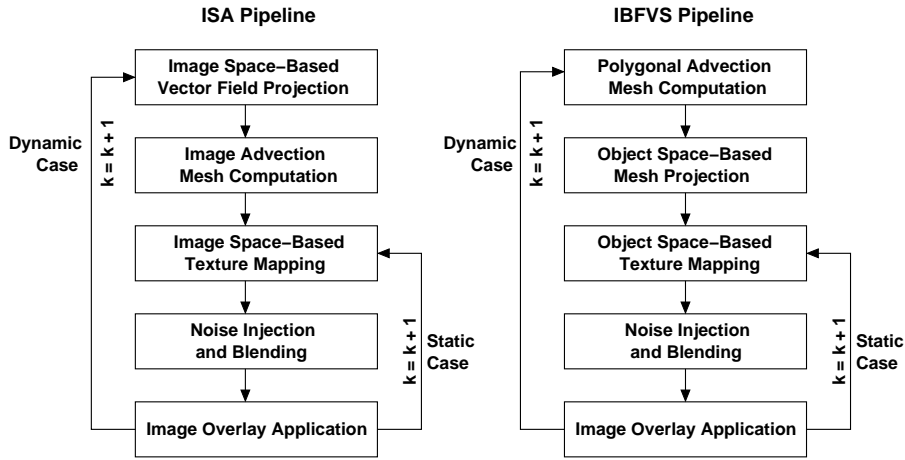 ISA Pipeline
Image Space−Based
Vector Field Projection
Dynamic
Case
k = k + 1
Image Advection
Mesh Computation
Image Space−Based
Texture Mapping
Noise Injection
and Blending
k = k + 1
Static
Case
Image Overlay Application
IBFVS Pipeline
Polygonal Advection
Mesh Computation
Dynamic
Case
k = k + 1
Object Space−Based
Mesh Projection
Object Space−Based
Texture Mapping
Noise Injection
and Blending
k = k + 1
Static
Case
Image Overlay Application